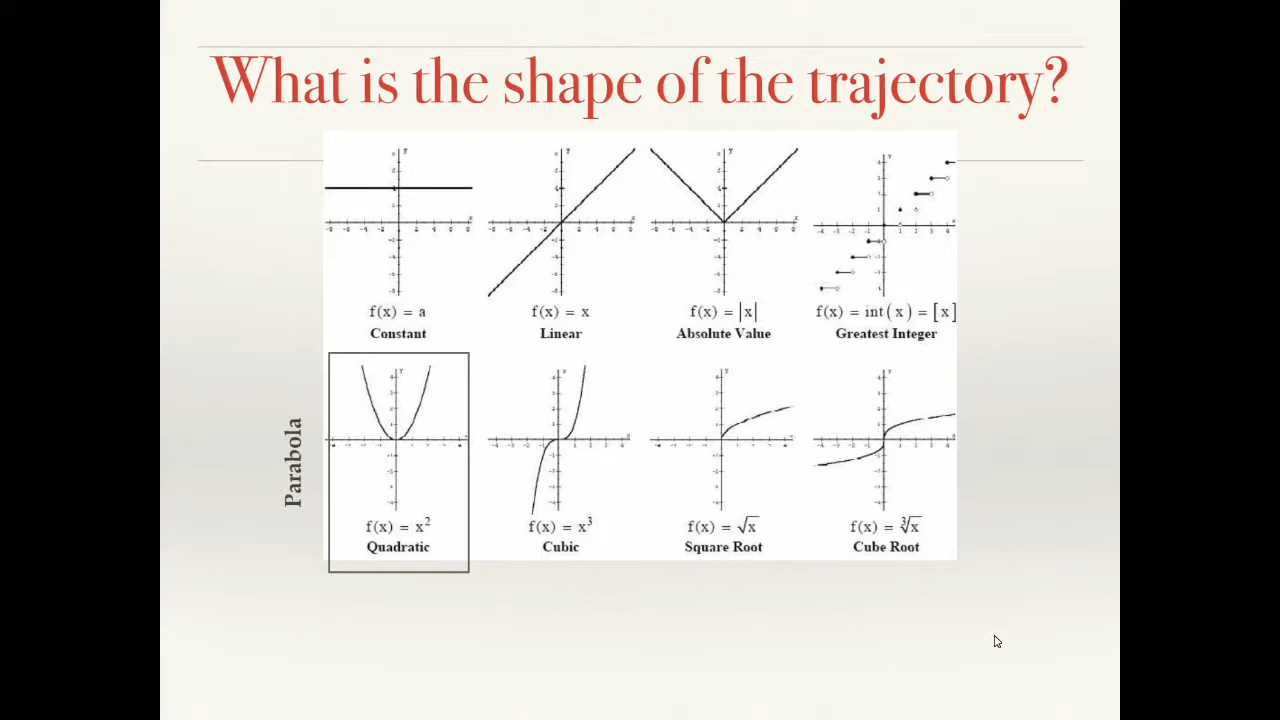 What is the shape of the trajectory?
f(x) = a
Constant
f(x) = x
Linear
f(x) = |x|
Absolute Value
f(x) = int( x ) = [ x ]
Greatest Integer
Parabola
f(x) = x²
Quadratic
f(x) = x³
Cubic
f(x) = √x
Square Root
f(x) = ∛x
Cube Root